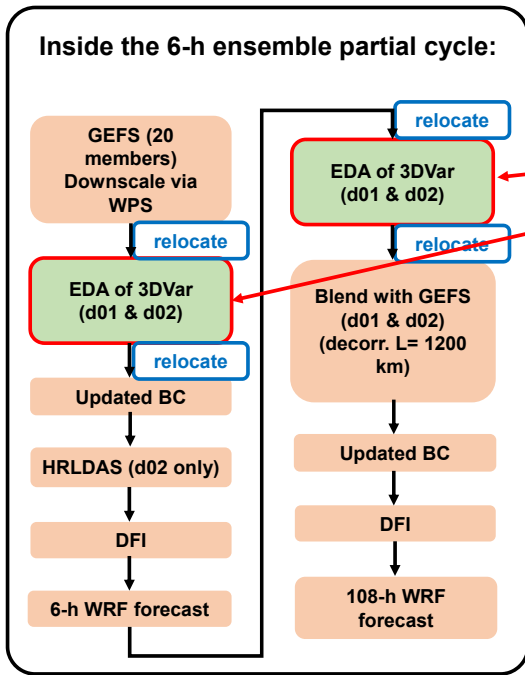 Inside the 6-h ensemble partial cycle:
GEFS (20
members)
Downscale via
WPS
relocate
EDA of 3DVar
(d01 & d02)
relocate
Updated BC
HRLDAS (d02 only)
DFI
6-h WRF forecast
relocate
EDA of 3DVar
(d01 & d02)
relocate
Blend with GEFS
(d01 & d02)
(decorr. L= 1200
km)
Updated BC
DFI
108-h WRF
forecast